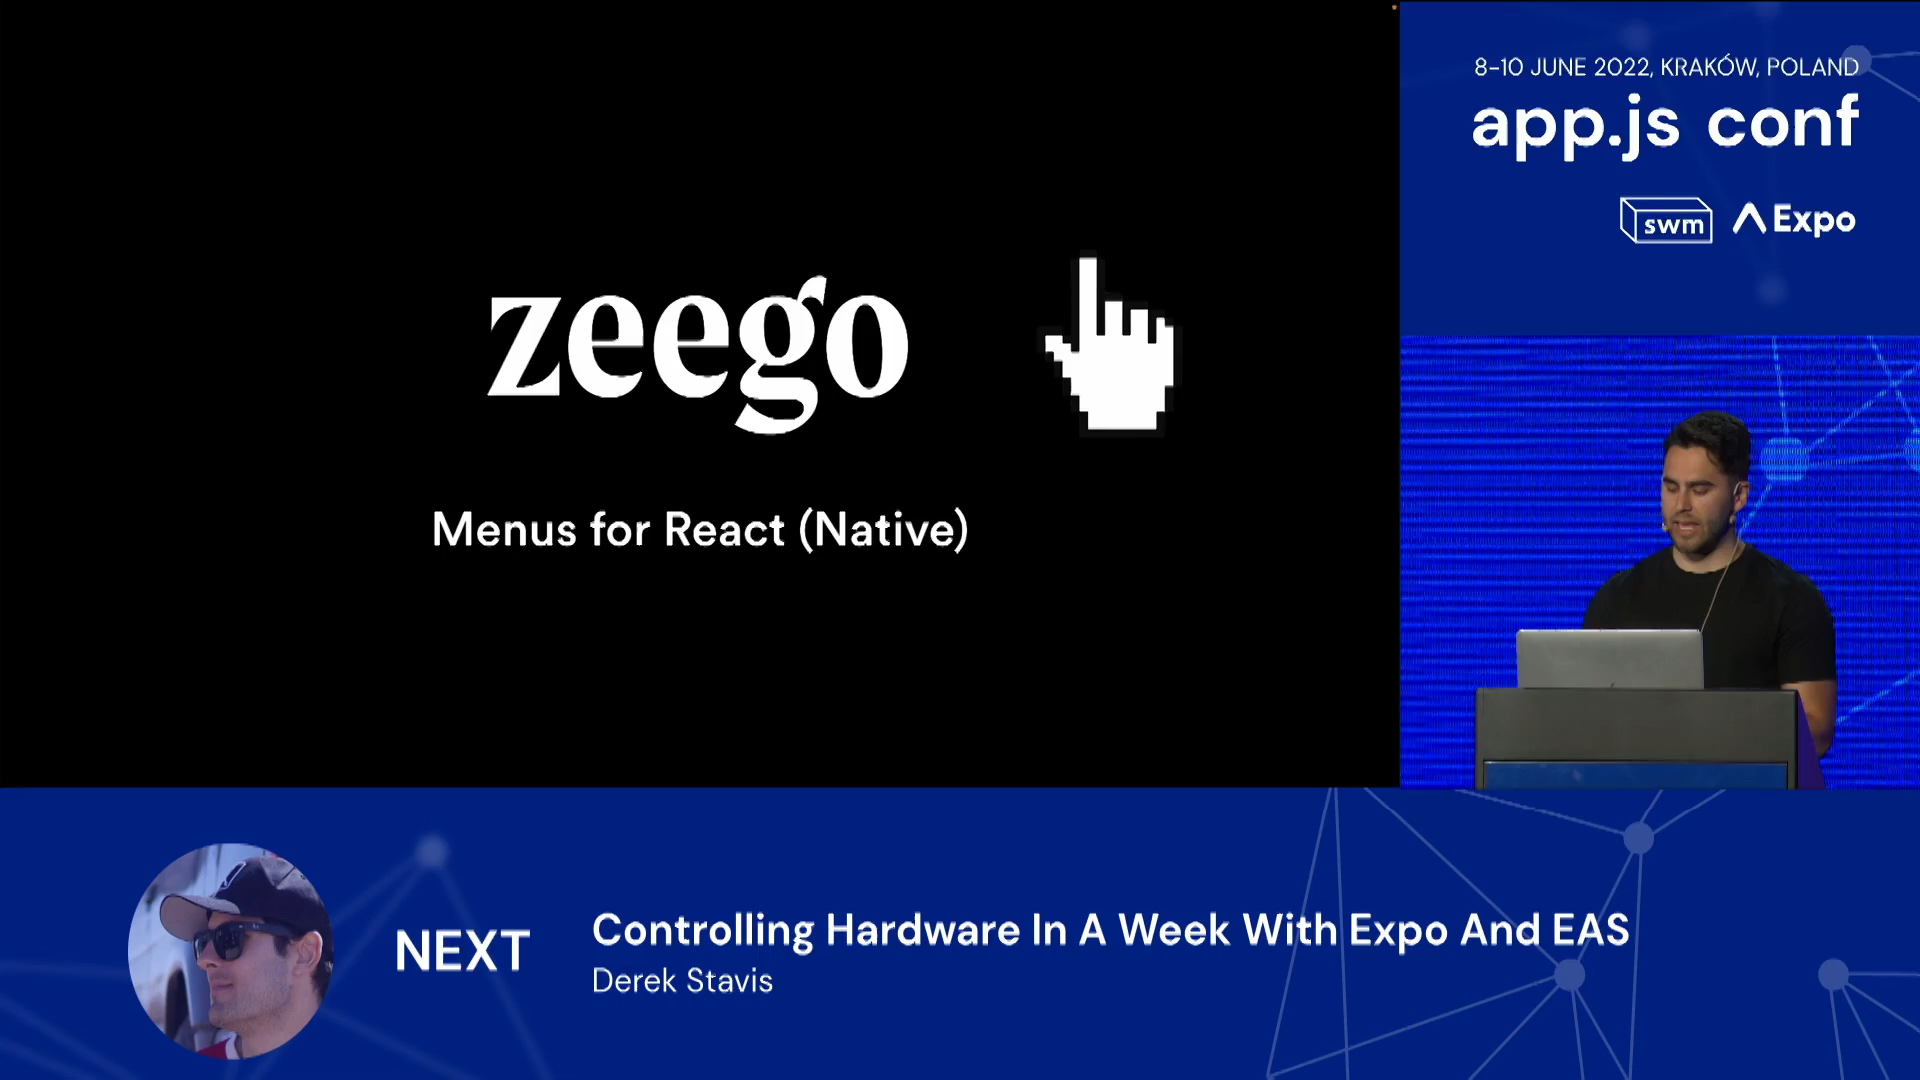 zeego
Menus for React (Native)
8-10 JUNE 2022, KRAKÓW, POLAND
app.js conf
swm
Expo
NEXT
Controlling Hardware In A Week With Expo And EAS
Derek Stavis